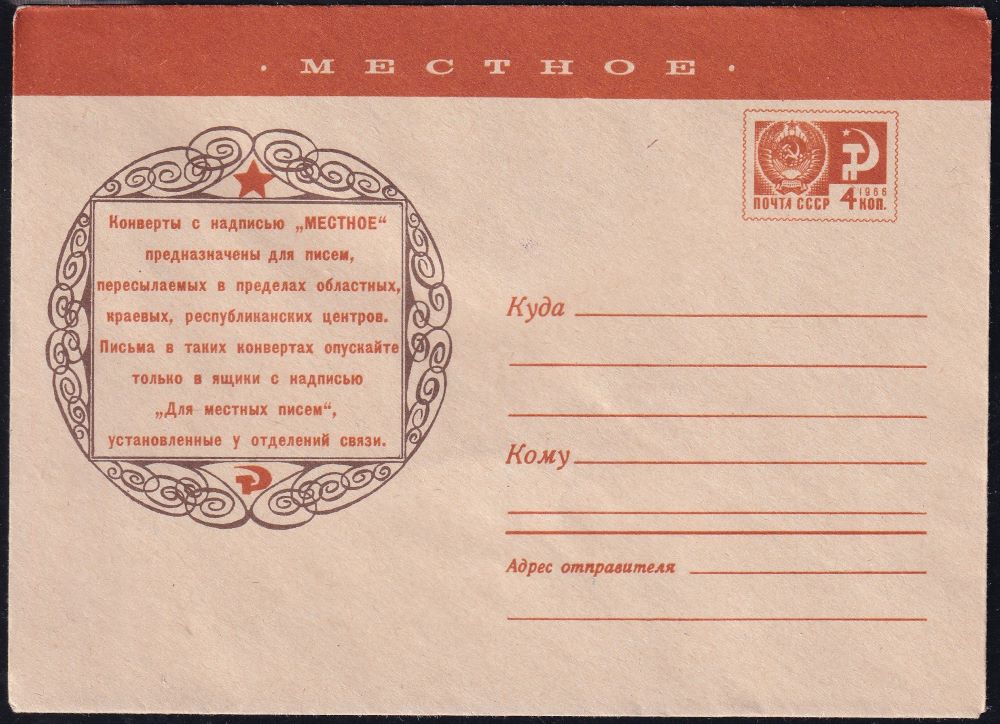 · МЕСТНОЕ ·
1966
ПОЧТА СССР 4 КОП.
Конверты с надписью „МЕСТНОЕ“
предназначены для писем,
пересылаемых в пределах областных,
краевых, республиканских центров.
Письма в таких конвертах опускайте
только в ящики с надписью
„Для местных писем“,
установленные у отделений связи.
Куда
Кому
Адрес отправителя